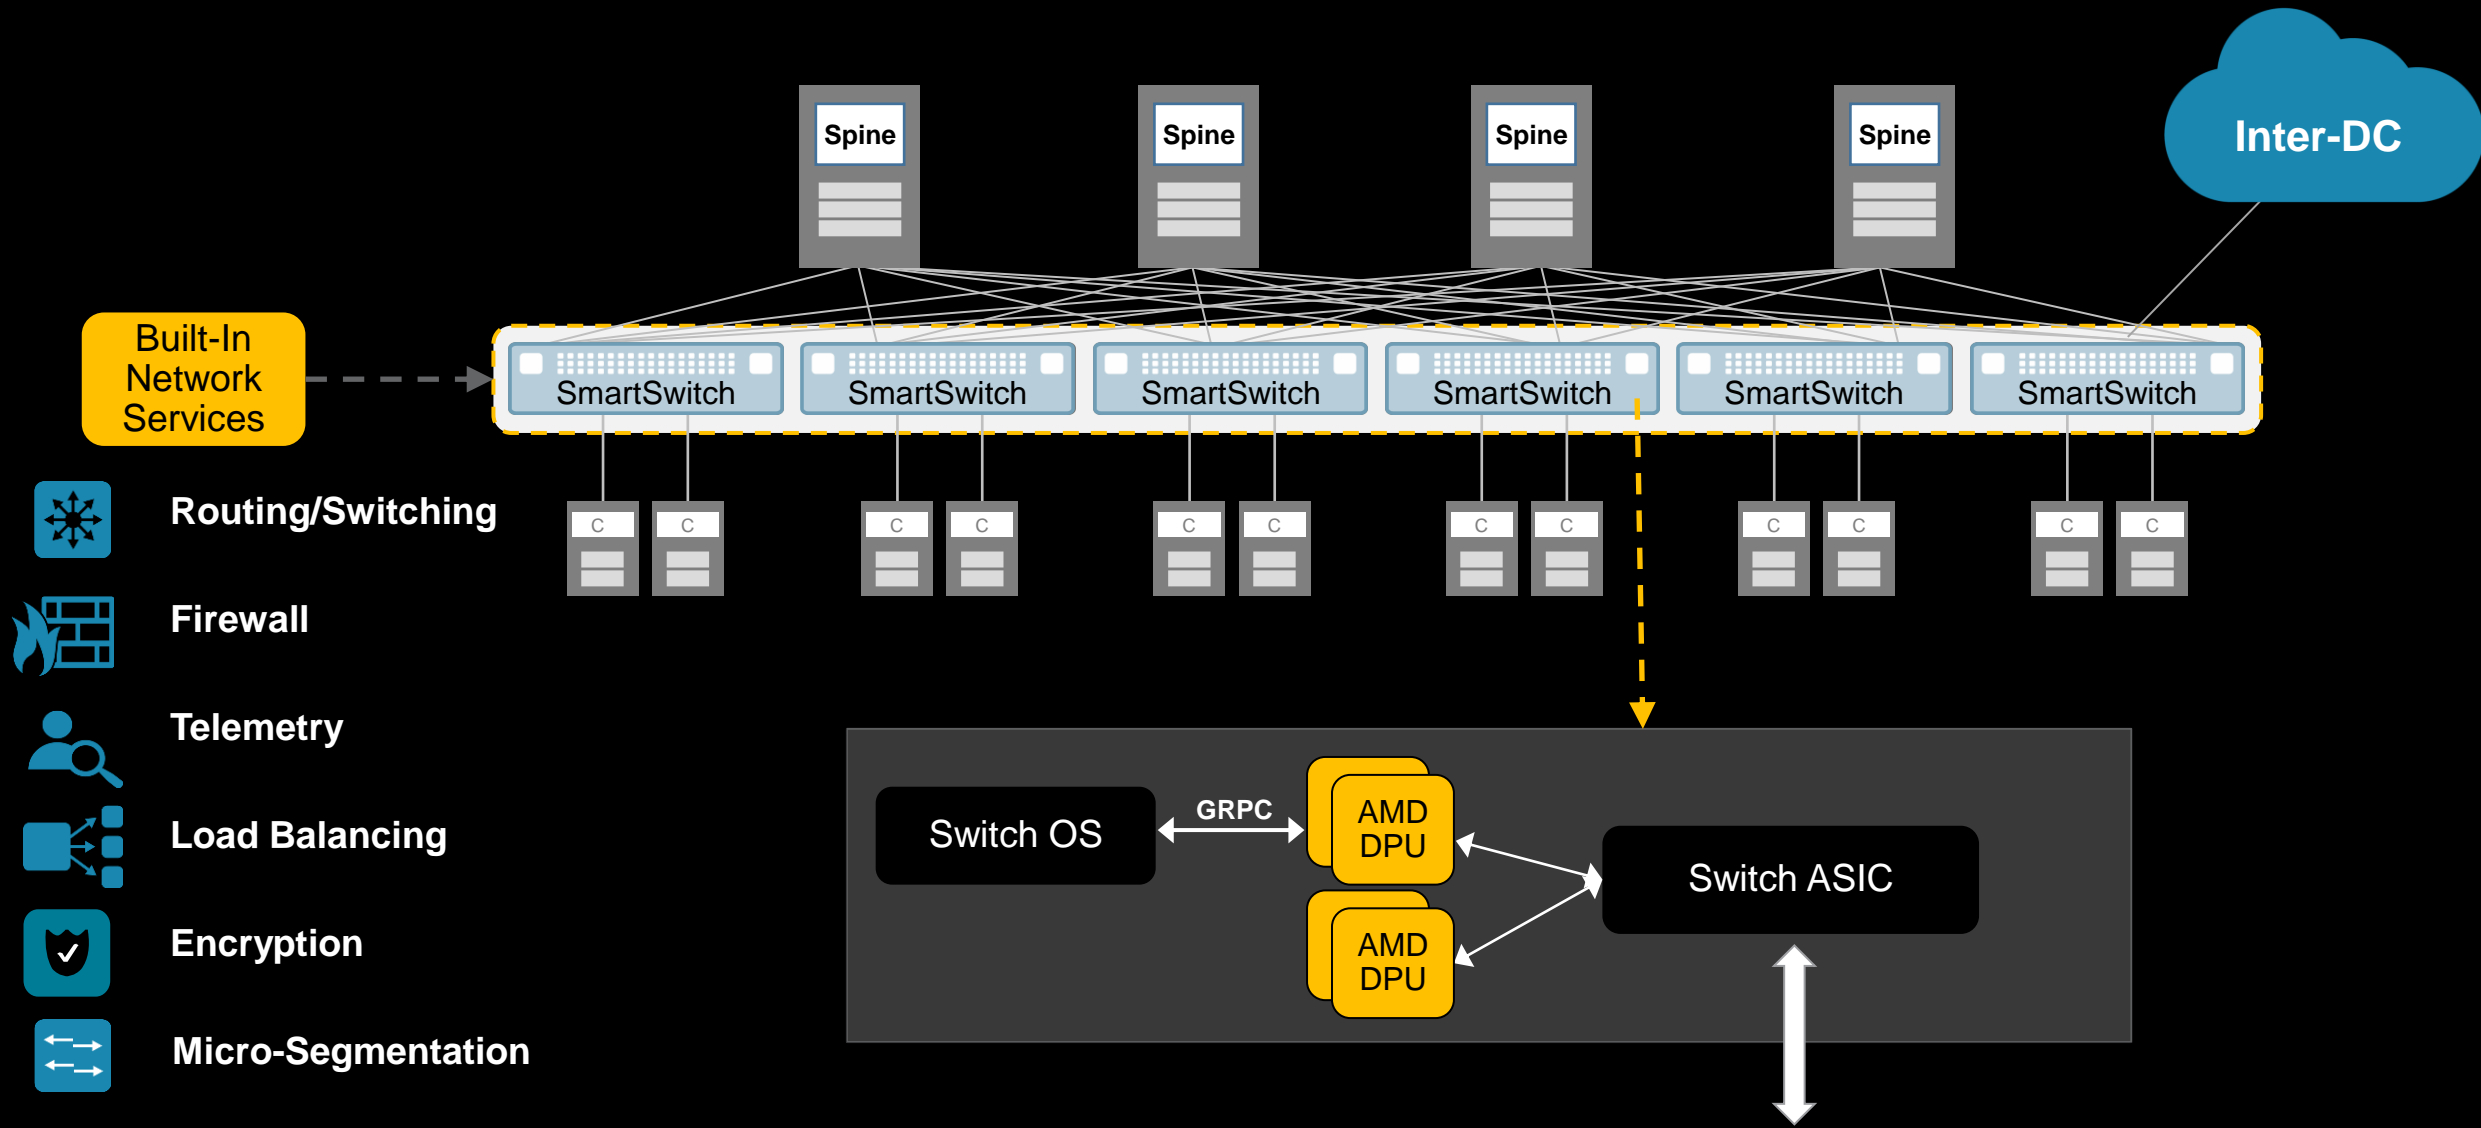 Spine
Spine
Spine
Spine
Inter-DC
Built-In
Network
Services
SmartSwitch
SmartSwitch
SmartSwitch
SmartSwitch
SmartSwitch
SmartSwitch
C
C
C
C
C
C
C
C
C
C
C
C
Routing/Switching
Firewall
Telemetry
Load Balancing
Encryption
Micro-Segmentation
Switch OS
GRPC
AMD
DPU
AMD
DPU
Switch ASIC